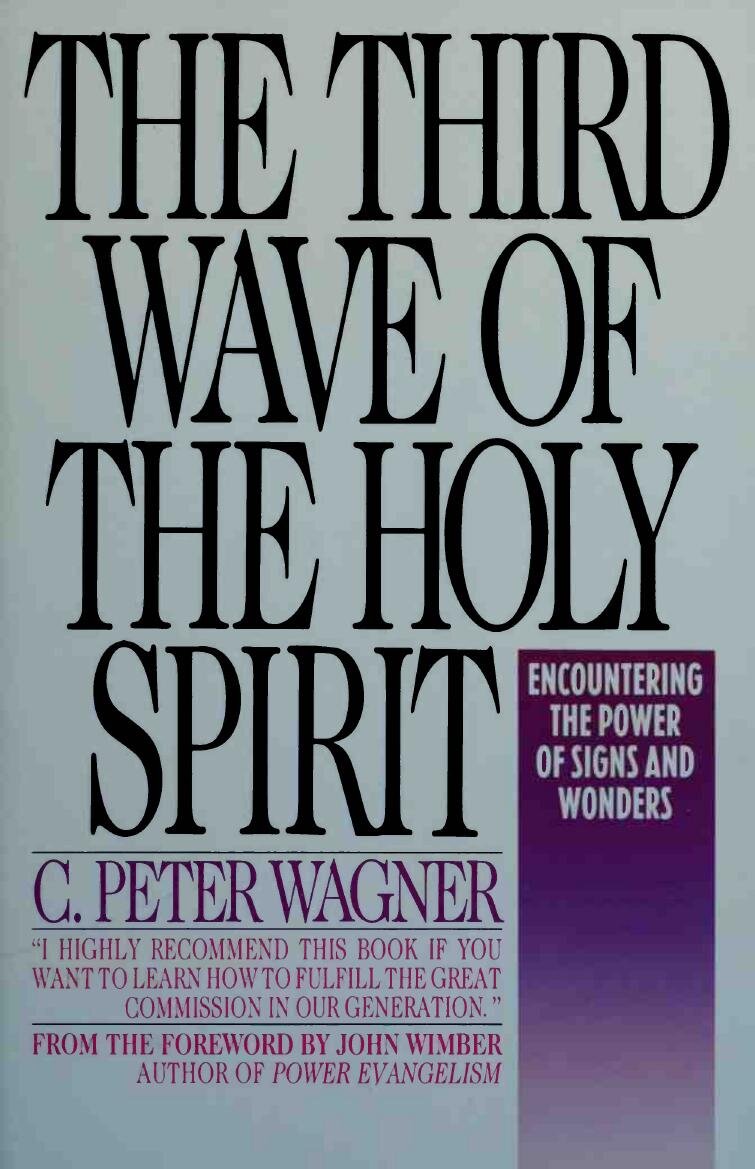 THE THIRD
WAVE OF
THE HOLY
SPIRIT
ENCOUNTERING
THE POWER
OF SIGNS AND
WONDERS
C. PETER WAGNER
“I HIGHLY RECOMMEND THIS BOOK IF YOU
WANT TO LEARN HOW TO FULFILL THE GREAT
COMMISSION IN OUR GENERATION.”
FROM THE FOREWORD BY JOHN WIMBER
AUTHOR OF POWER EVANGELISM